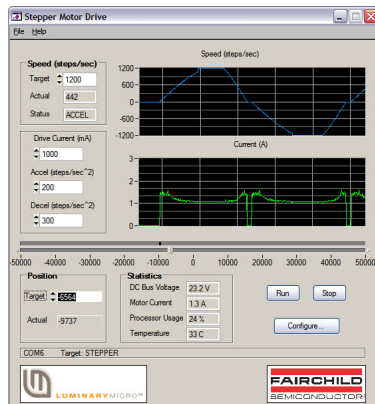 Stepper Motor Drive
File Help
Speed (steps/sec)
Target 1200
Actual 442
Status ACCEL
Drive Current (mA)
1000
Accel (steps/sec^2)
200
Decel (steps/sec^2)
300
Speed (steps/sec)
1200
600
0
-600
-1200
Current (A)
3
2
1
0
-50000 -40000 -30000 -20000 -10000 0 10000 20000 30000 40000 50000
Position
Target -6564
Actual -9737
Statistics
DC Bus Voltage 23.2 V
Motor Current 1.3 A
Processor Usage 24 %
Temperature 33 C
Run Stop
Configure...
COM6 Target: STEPPER
LUMINARYMICRO™
FAIRCHILD
SEMICONDUCTOR